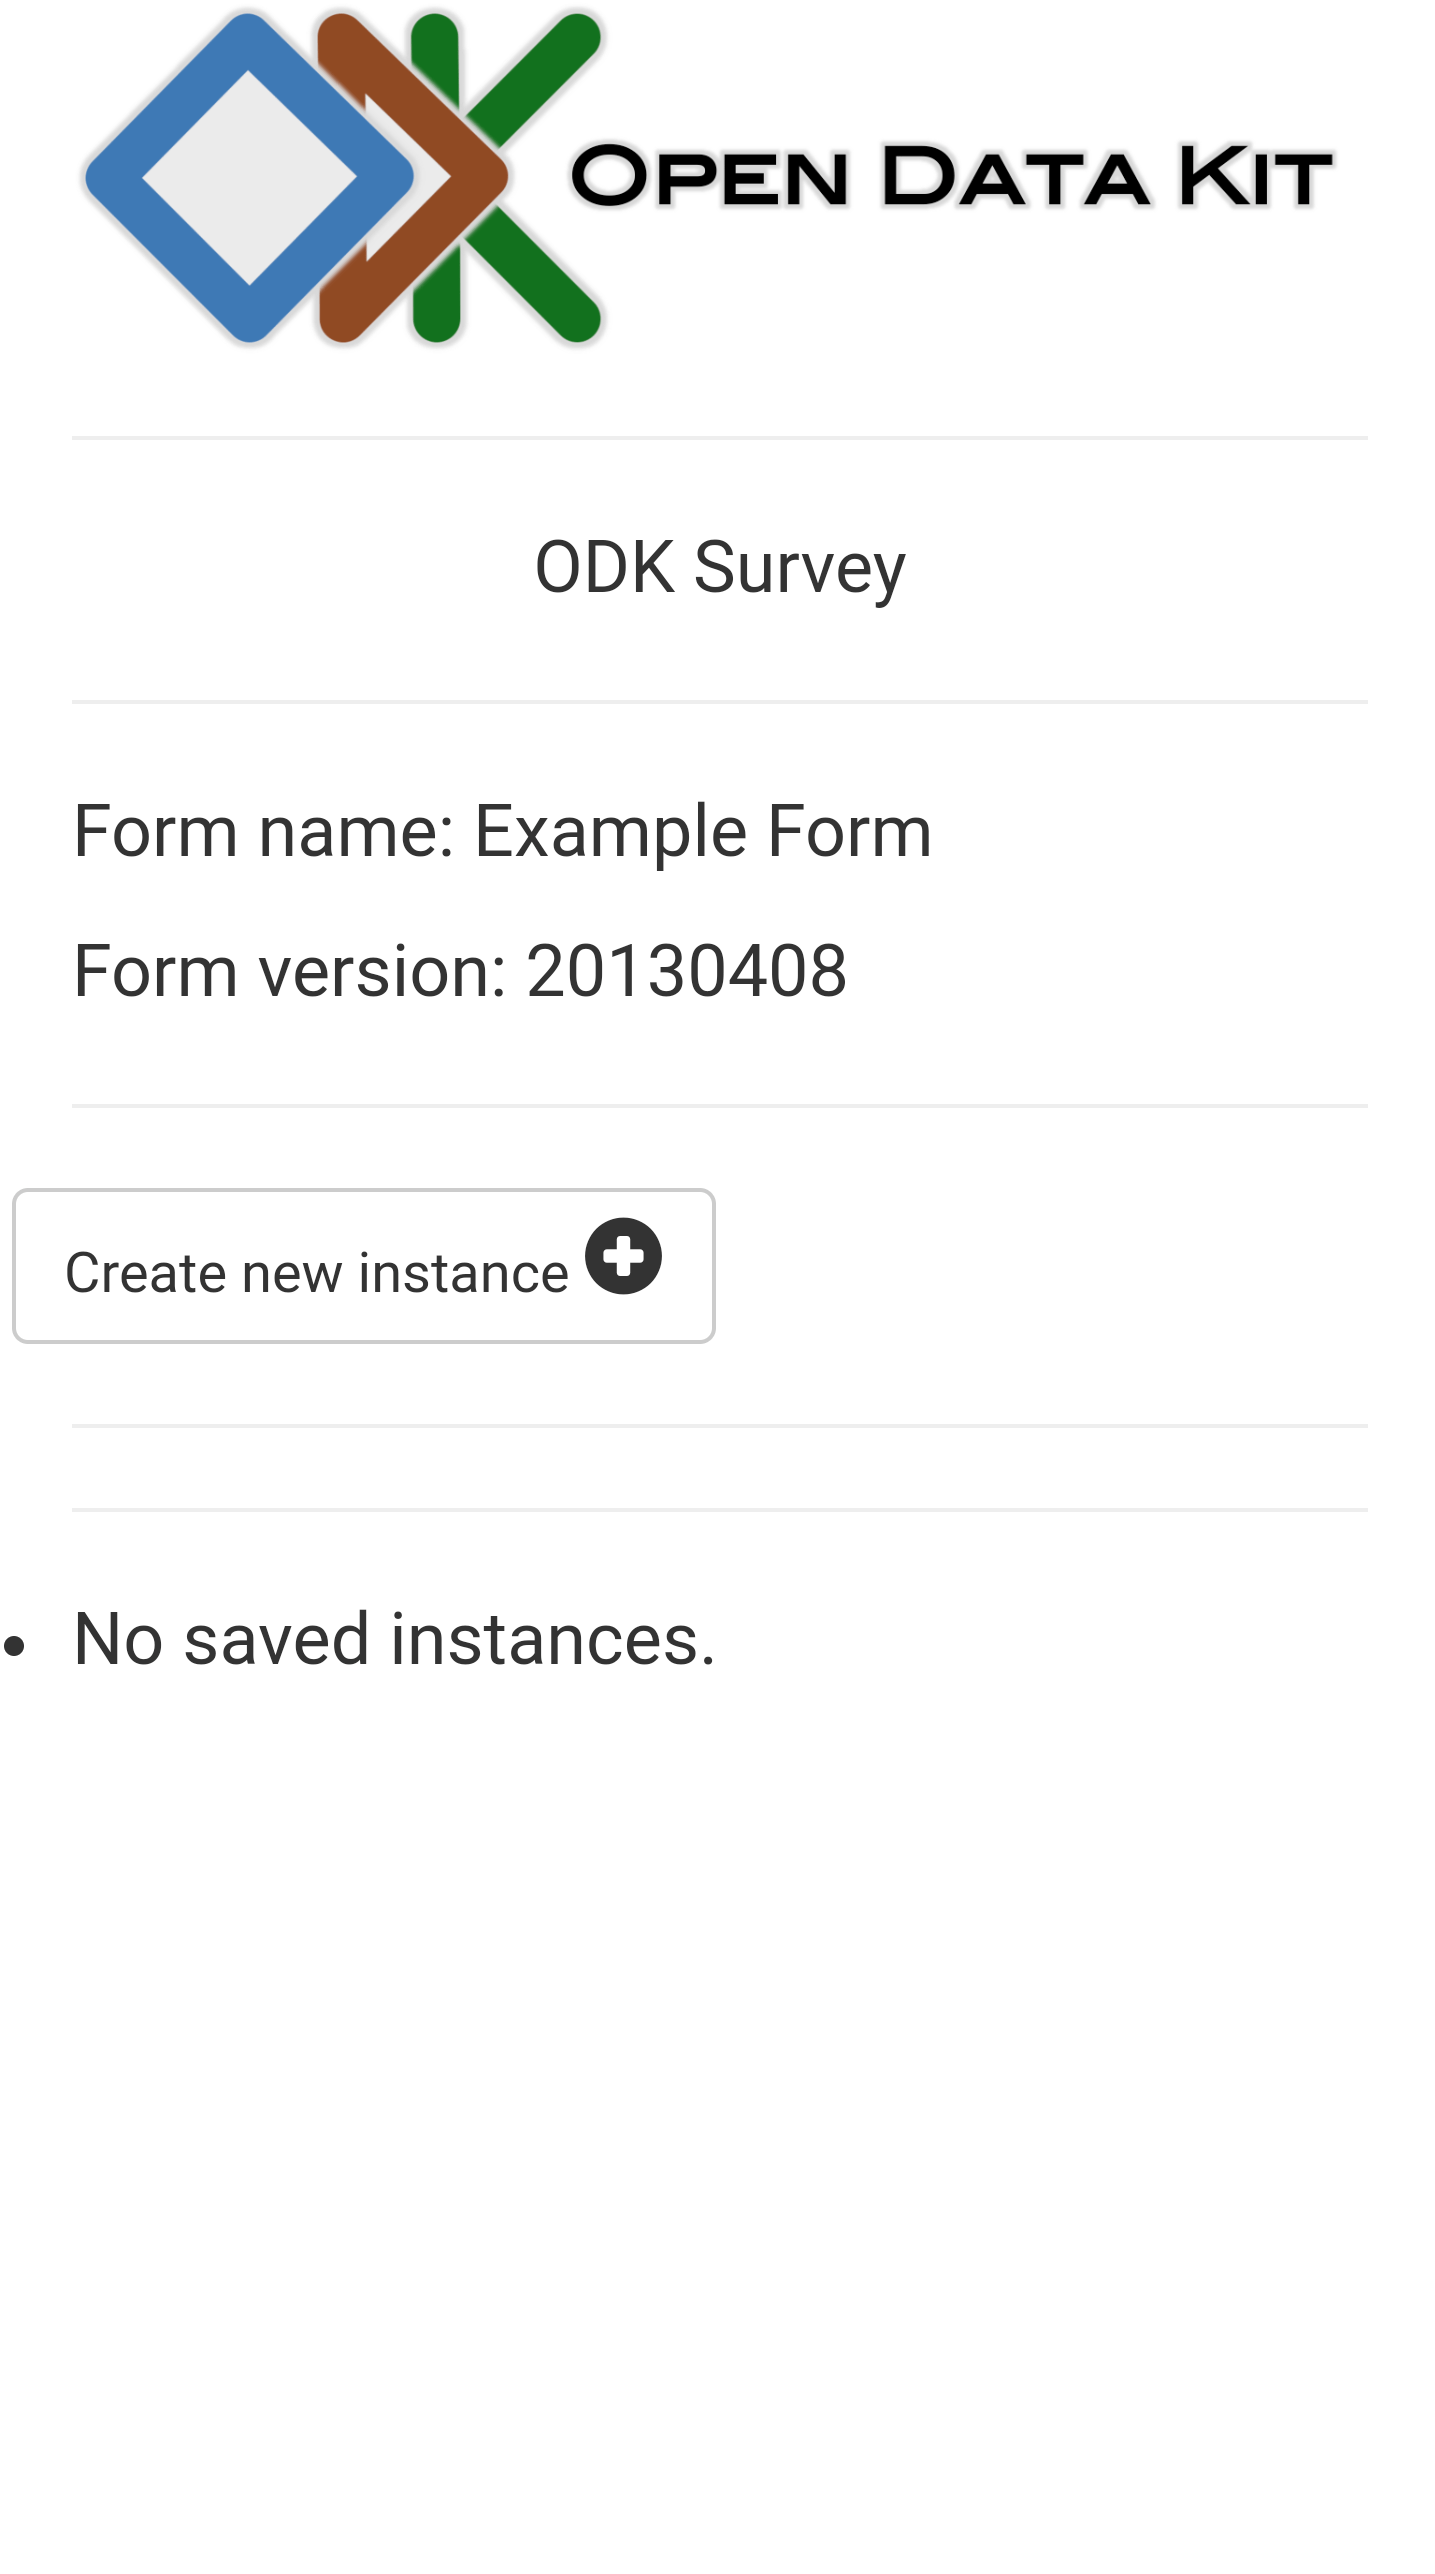 OPEN DATA KIT
ODK Survey
Form name: Example Form
Form version: 20130408
Create new instance
No saved instances.